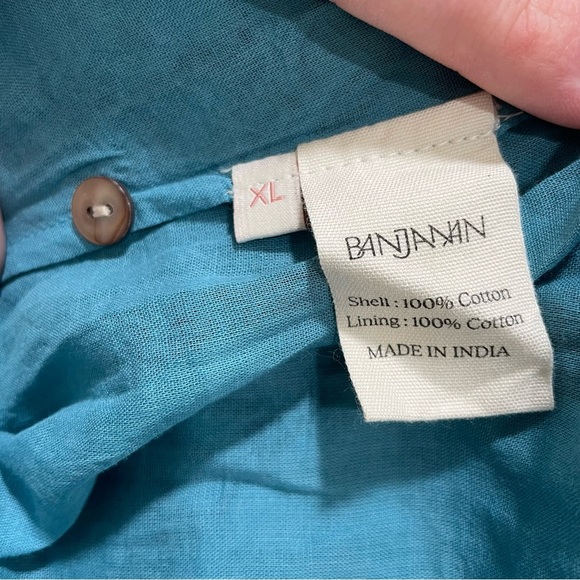 XL
BANJANAN
Shell : 100% Cotton
Lining : 100% Cotton
MADE IN INDIA